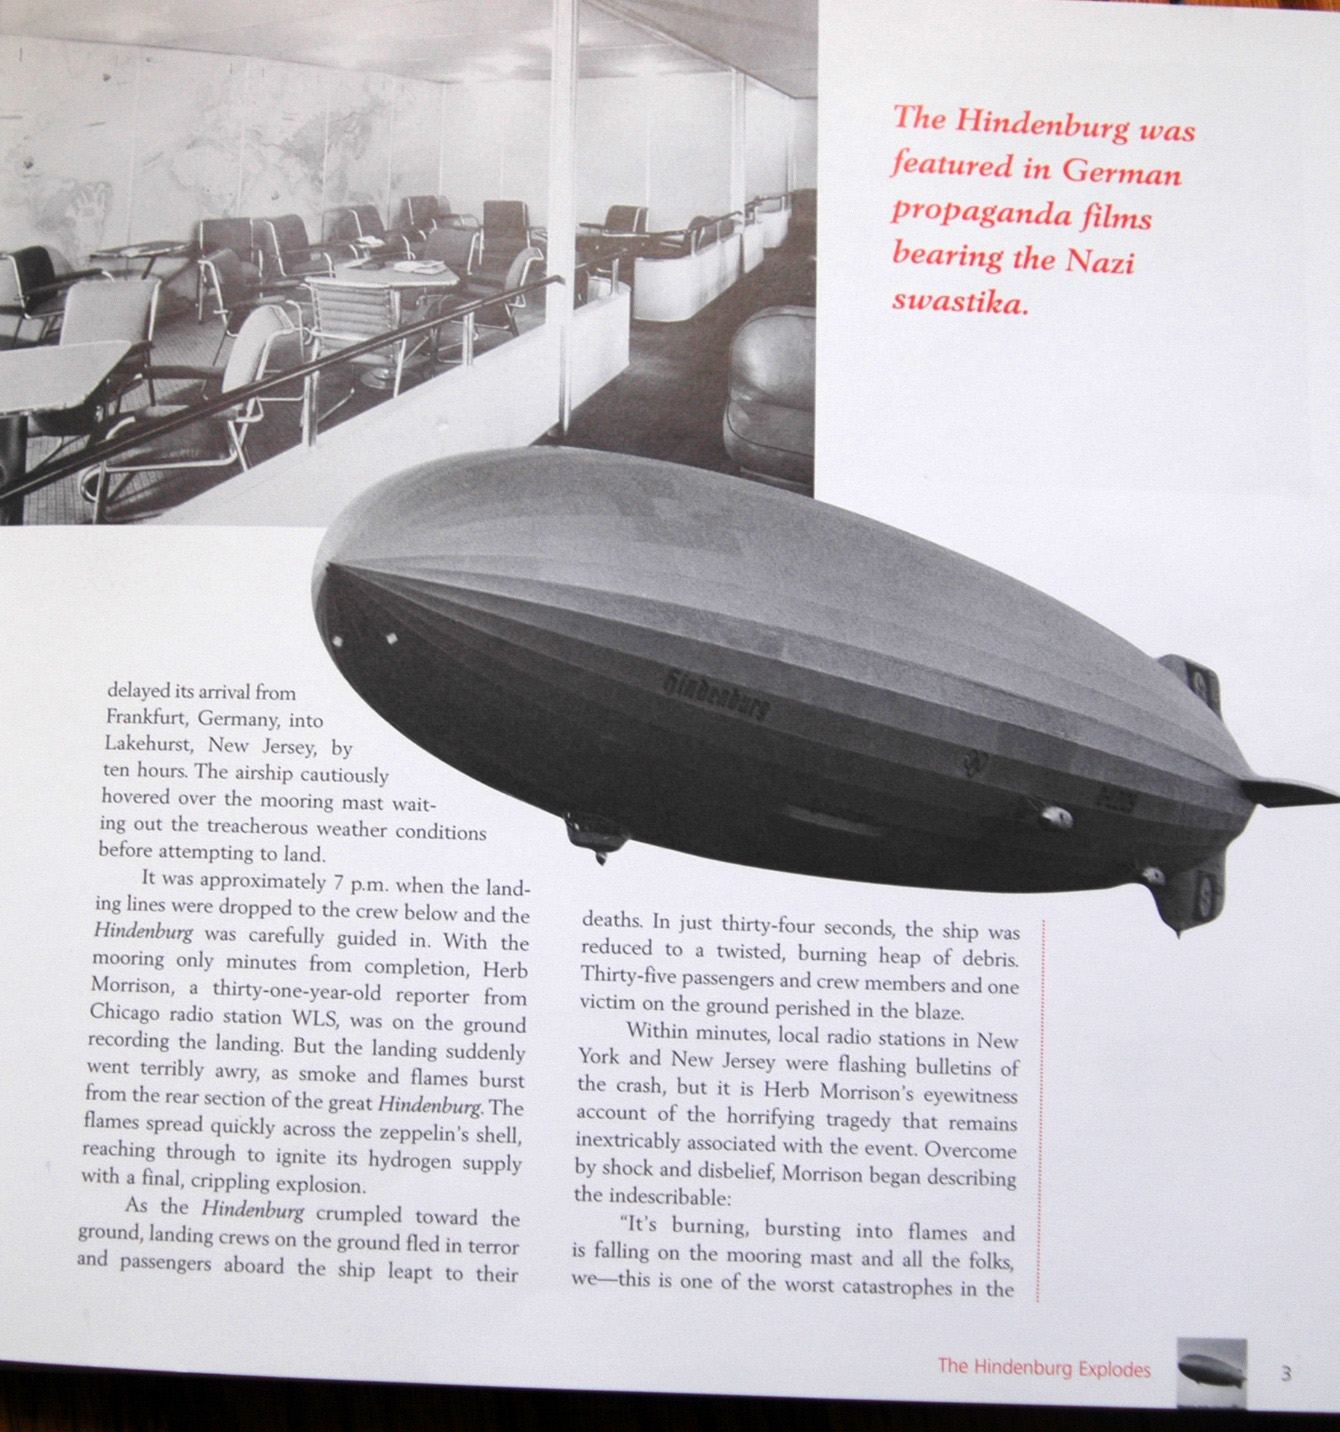 The Hindenburg was
featured in German
propaganda films
bearing the Nazi
swastika.
Hindenburg
delayed its arrival from
Frankfurt, Germany, into
Lakehurst, New Jersey, by
ten hours. The airship cautiously
hovered over the mooring mast wait-
ing out the treacherous weather conditions
before attempting to land.
It was approximately 7 p.m. when the land-
ing lines were dropped to the crew below and the
Hindenburg was carefully guided in. With the
mooring only minutes from completion, Herb
Morrison, a thirty-one-year-old reporter from
Chicago radio station WLS, was on the ground
recording the landing. But the landing suddenly
went terribly awry, as smoke and flames burst
from the rear section of the great Hindenburg. The
flames spread quickly across the zeppelin's shell,
reaching through to ignite its hydrogen supply
with a final, crippling explosion.
As the Hindenburg crumpled toward the
ground, landing crews on the ground fled in terror
and passengers aboard the ship leapt to their
deaths. In just thirty-four seconds, the ship was
reduced to a twisted, burning heap of debris.
Thirty-five passengers and crew members and one
victim on the ground perished in the blaze.
Within minutes, local radio stations in New
York and New Jersey were flashing bulletins of
the crash, but it is Herb Morrison's eyewitness
account of the horrifying tragedy that remains
inextricably associated with the event. Overcome
by shock and disbelief, Morrison began describing
the indescribable:
"It's burning, bursting into flames and
is falling on the mooring mast and all the folks,
we—this is one of the worst catastrophes in the
The Hindenburg Explodes
3